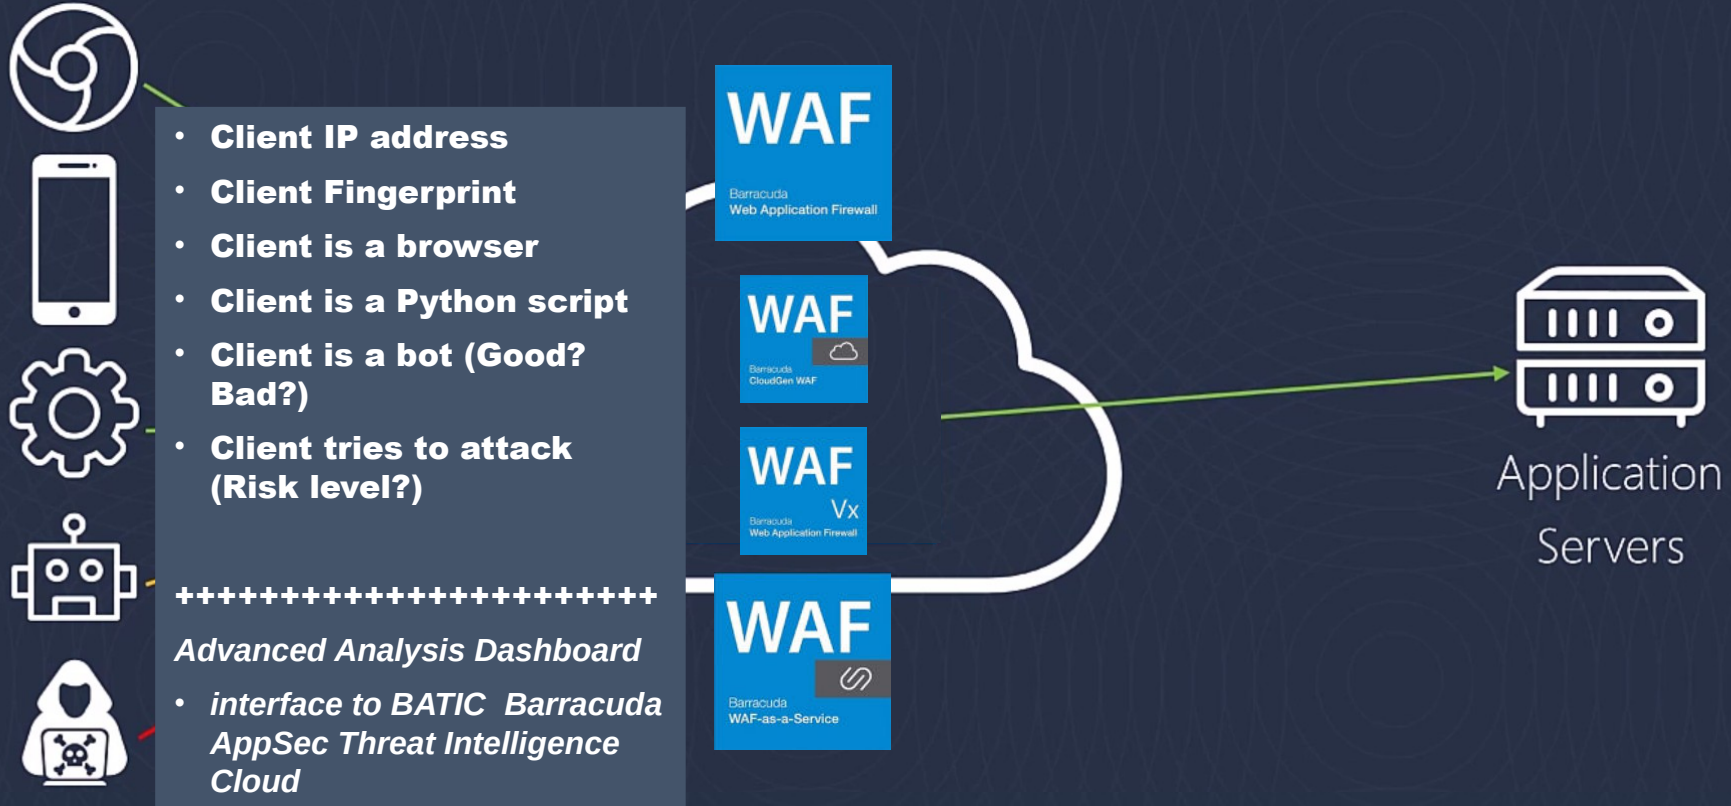 • Client IP address
• Client Fingerprint
• Client is a browser
• Client is a Python script
• Client is a bot (Good?
Bad?)
• Client tries to attack
(Risk level?)
+++++++++++++++++++++++
Advanced Analysis Dashboard
• interface to BATIC  Barracuda
AppSec Threat Intelligence
Cloud
WAF
Barracuda
Web Application Firewall
WAF
Barracuda
CloudGen WAF
WAF
Vx
Barracuda
Web Application Firewall
WAF
Barracuda
WAF-as-a-Service
Application
Servers